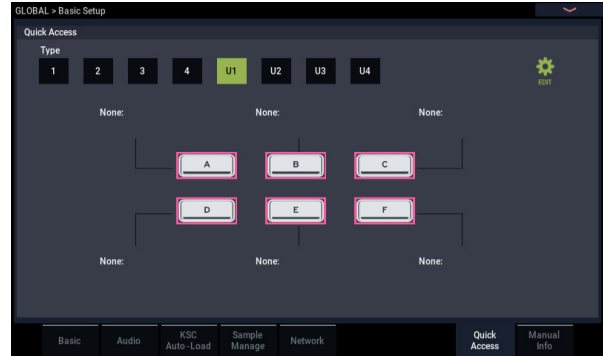 GLOBAL > Basic Setup
Quick Access
Type
1 2 3 4 U1 U2 U3 U4
EDIT
None: None: None:
A B C
D E F
None: None: None:
Basic Audio KSC Auto-Load Sample Manage Network Quick Access Manual Info